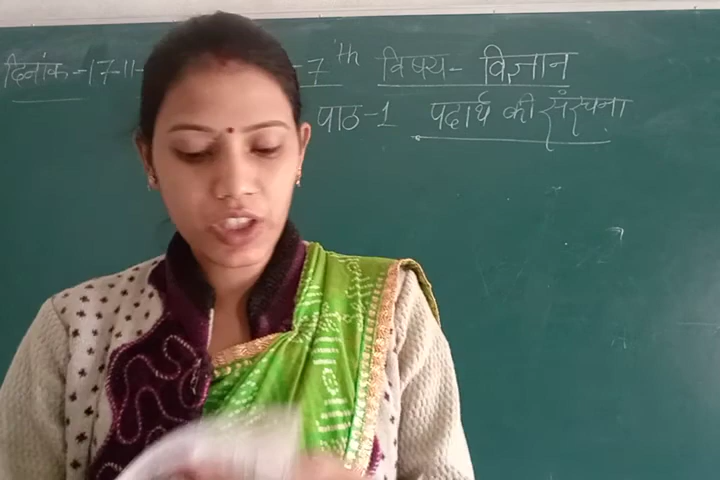 दिनांक-17-11- -7th विषय- विज्ञान
पाठ-1 पदार्थ की संरचना